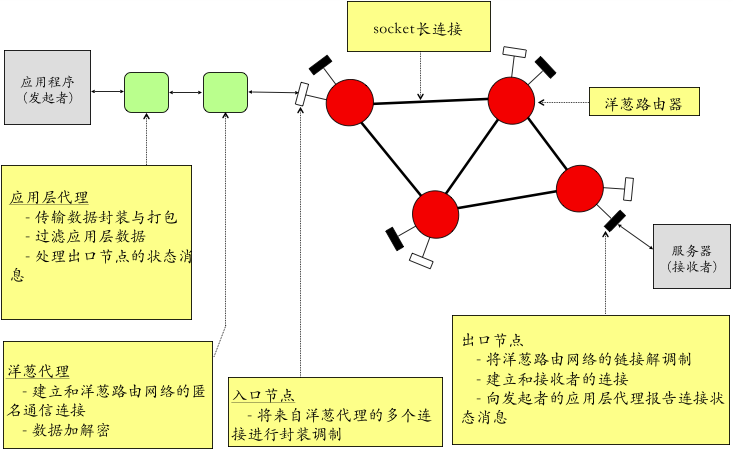 socket长连接
应用程序
(发起者)
洋葱路由器
应用层代理
- 传输数据封装与打包
- 过滤应用层数据
- 处理出口节点的状态消
息
服务器
(接收者)
洋葱代理
- 建立和洋葱路由网络的匿
名通信连接
- 数据加解密
入口节点
- 将来自洋葱代理的多个连
接进行封装调制
出口节点
- 将洋葱路由网络的链接解调制
- 建立和接收者的连接
- 向发起者的应用层代理报告连接状
态消息